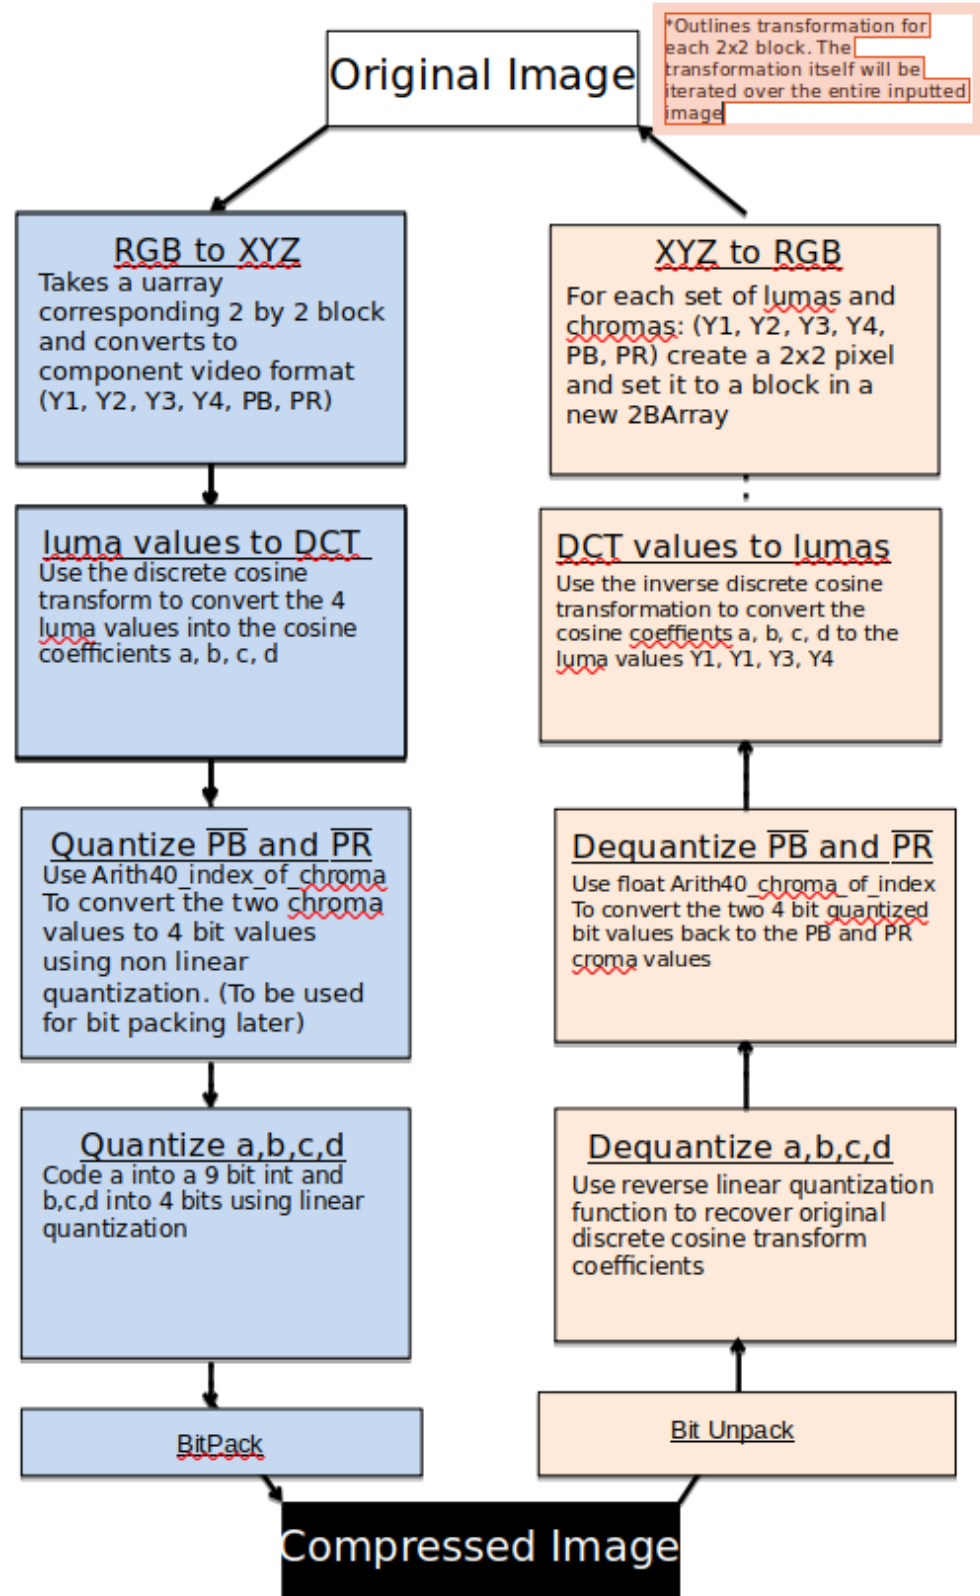 Original Image
*Outlines transformation for
each 2x2 block. The
transformation itself will be
iterated over the entire inputted
image
RGB to XYZ
Takes a uarray
corresponding 2 by 2 block
and converts to
component video format
(Y1, Y2, Y3, Y4, PB, PR)
XYZ to RGB
For each set of lumas and
chromas: (Y1, Y2, Y3, Y4,
PB, PR) create a 2x2 pixel
and set it to a block in a
new 2BArray
luma values to DCT
Use the discrete cosine
transform to convert the 4
luma values into the cosine
coefficients a, b, c, d
DCT values to lumas
Use the inverse discrete cosine
transformation to convert the
cosine coeffients a, b, c, d to the
luma values Y1, Y1, Y3, Y4
Quantize P̅B̅ and P̅R̅
Use Arith40_index_of_chroma
To convert the two chroma
values to 4 bit values
using non linear
quantization. (To be used
for bit packing later)
Dequantize P̅B̅ and P̅R̅
Use float Arith40_chroma_of_index
To convert the two 4 bit quantized
bit values back to the PB and PR
croma values
Quantize a,b,c,d
Code a into a 9 bit int and
b,c,d into 4 bits using linear
quantization
Dequantize a,b,c,d
Use reverse linear quantization
function to recover original
discrete cosine transform
coefficients
BitPack
Bit Unpack
Compressed Image